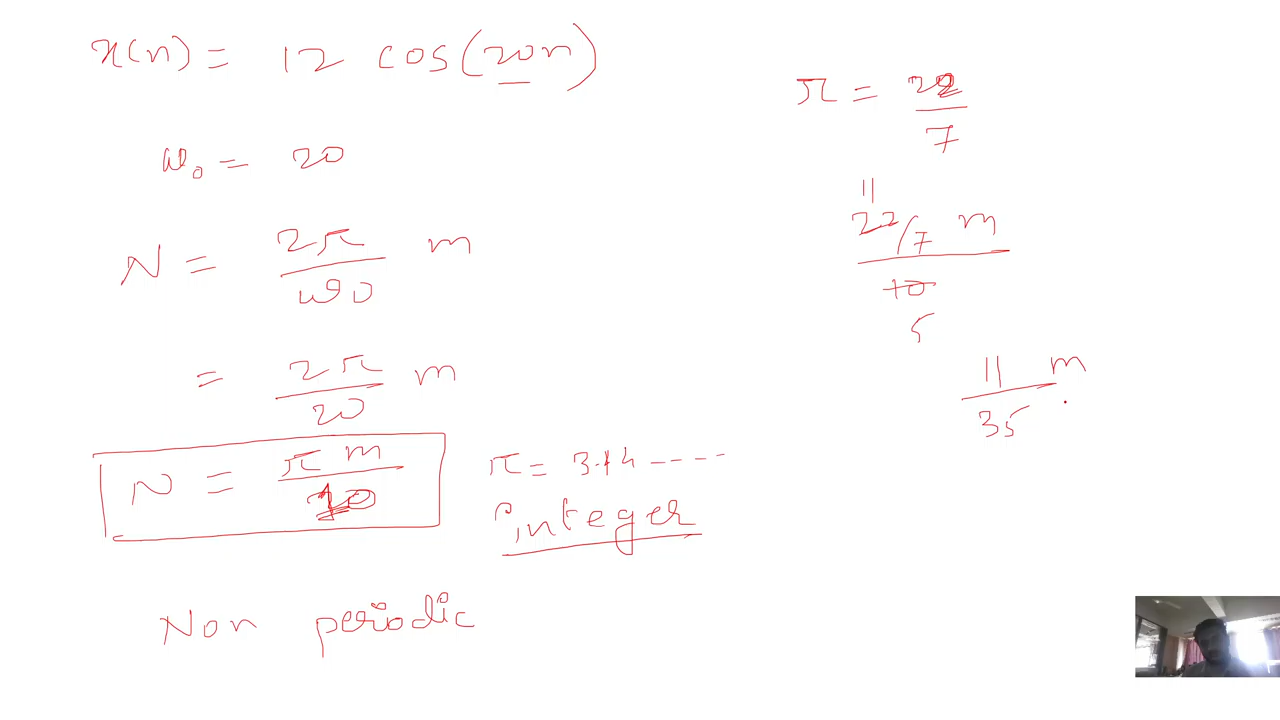 x(n) = 12 cos(20n)
ω₀ = 20
N = 2π/ω0 m
= 2π/20 m
N = πm/10
π = 3.14 ----
integer
Non periodic
π = 22/7
11
22/7 m
10
5
11 m
35 .